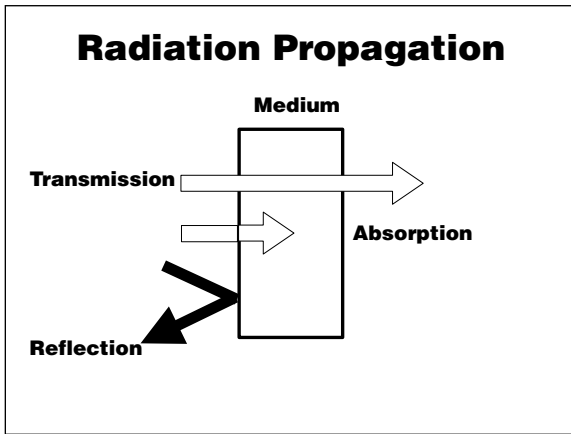 Radiation Propagation
Medium
Transmission
Absorption
Reflection